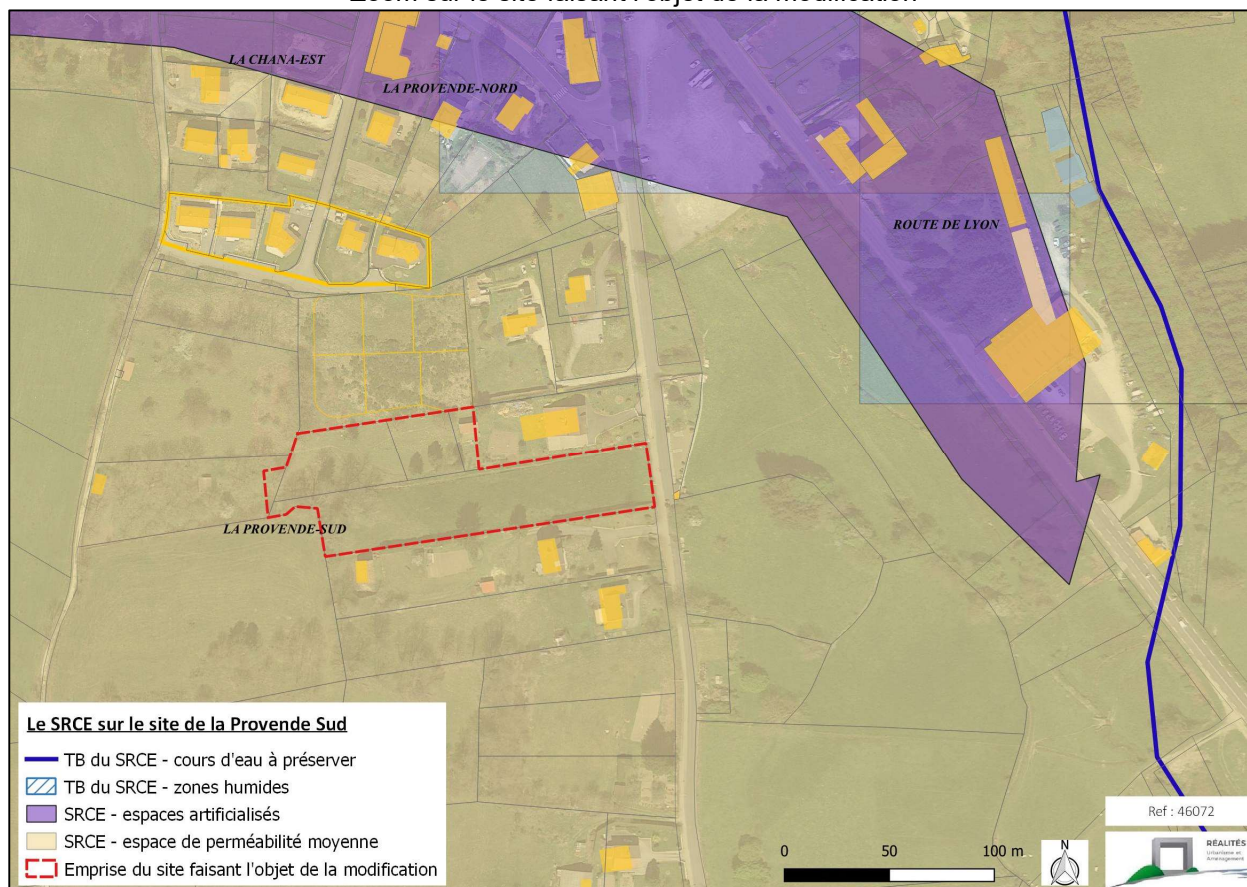 Zoom sur le site faisant l'objet de la modification
LA CHANA-EST
LA PROVENDE-NORD
ROUTE DE LYON
LA PROVENDE-SUD
Le SRCE sur le site de la Provende Sud
TB du SRCE - cours d'eau à préserver
TB du SRCE - zones humides
SRCE - espaces artificialisés
SRCE - espace de perméabilité moyenne
Emprise du site faisant l'objet de la modification
0 50 100 m
N
Ref : 46072
RÉALITÉS
Urbanisme et
Aménagement